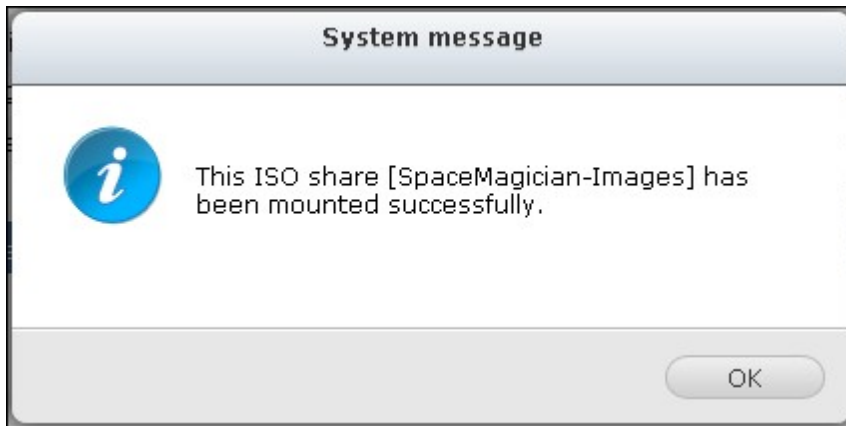 System message
This ISO share [SpaceMagician-Images] has
been mounted successfully.
OK